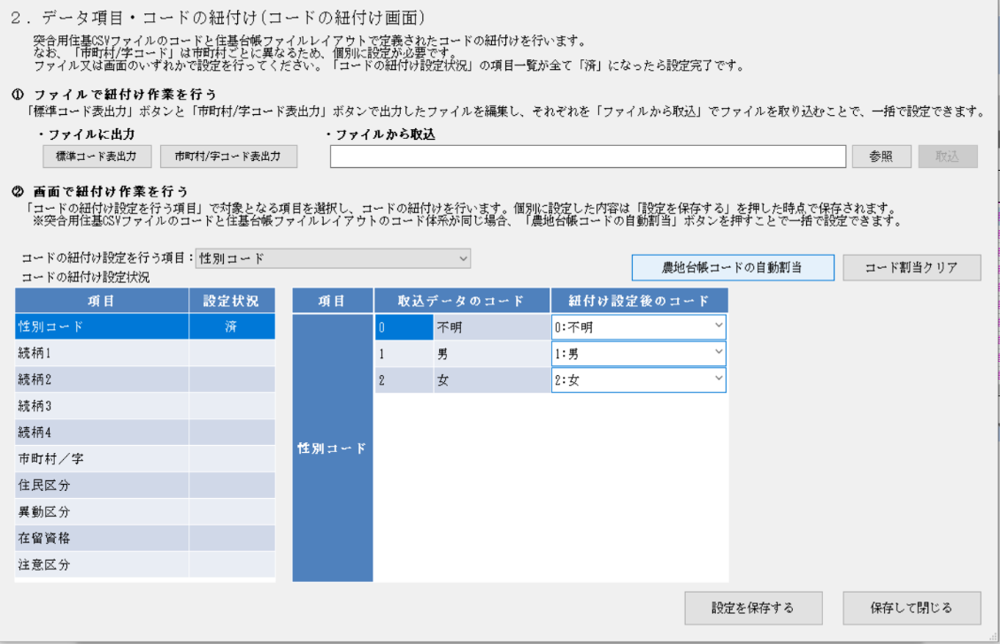 ２．データ項目・コードの紐付け(コードの紐付け画面)
突合用住基CSVファイルのコードと住基台帳ファイルレイアウトで定義されたコードの紐付けを行います。
なお、「市町村/字コード」は市町村ごとに異なるため、個別に設定が必要です。
ファイル又は画面のいずれかで設定を行ってください。「コードの紐付け設定状況」の項目一覧が全て「済」になったら設定完了です。
① ファイルで紐付け作業を行う
「標準コード表出力」ボタンと「市町村/字コード表出力」ボタンで出力したファイルを編集し、それぞれを「ファイルから取込」でファイルを取り込むことで、一括で設定できます。
・ファイルに出力 ・ファイルから取込
標準コード表出力 市町村/字コード表出力 参照 取込
② 画面で紐付け作業を行う
「コードの紐付け設定を行う項目」で対象となる項目を選択し、コードの紐付けを行います。個別に設定した内容は「設定を保存する」を押した時点で保存されます。
※突合用住基CSVファイルのコードと住基台帳ファイルレイアウトのコード体系が同じ場合、「農地台帳コードの自動割当」ボタンを押すことで一括で設定できます。
コードの紐付け設定を行う項目：性別コード 農地台帳コードの自動割当 コード割当クリア
コードの紐付け設定状況
項目 設定状況
性別コード 済
続柄1
続柄2
続柄3
続柄4
市町村／字
住民区分
異動区分
在留資格
注意区分
項目 取込データのコード 紐付け設定後のコード
性別コード
0 不明 0:不明
1 男 1:男
2 女 2:女
設定を保存する 保存して閉じる